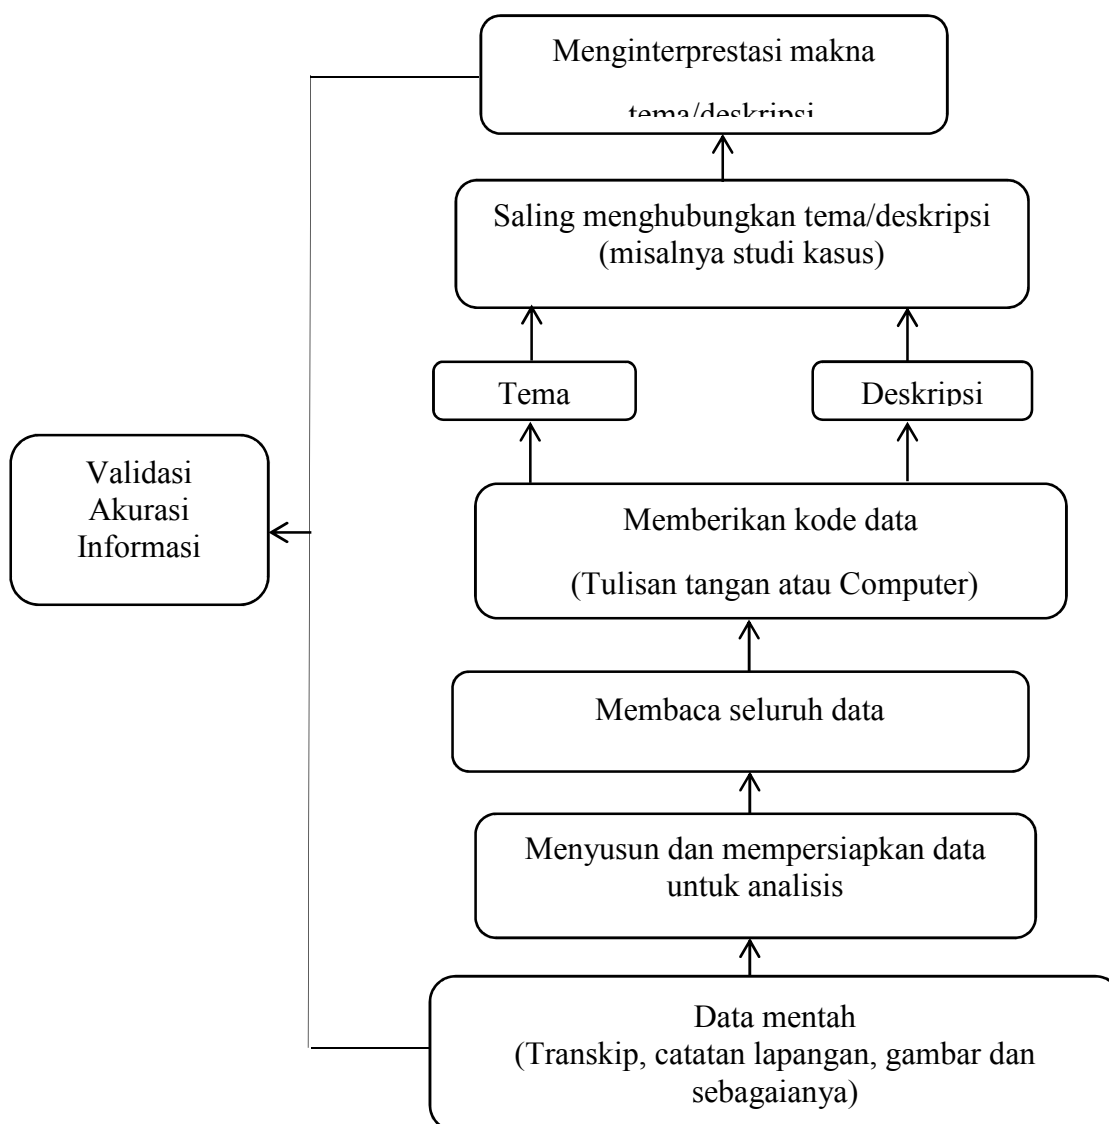 Menginterprestasi makna
tema/deskripsi
Saling menghubungkan tema/deskripsi
(misalnya studi kasus)
Tema
Deskripsi
Validasi
Akurasi
Informasi
Memberikan kode data
(Tulisan tangan atau Computer)
Membaca seluruh data
Menyusun dan mempersiapkan data
untuk analisis
Data mentah
(Transkip, catatan lapangan, gambar dan
sebagaianya)